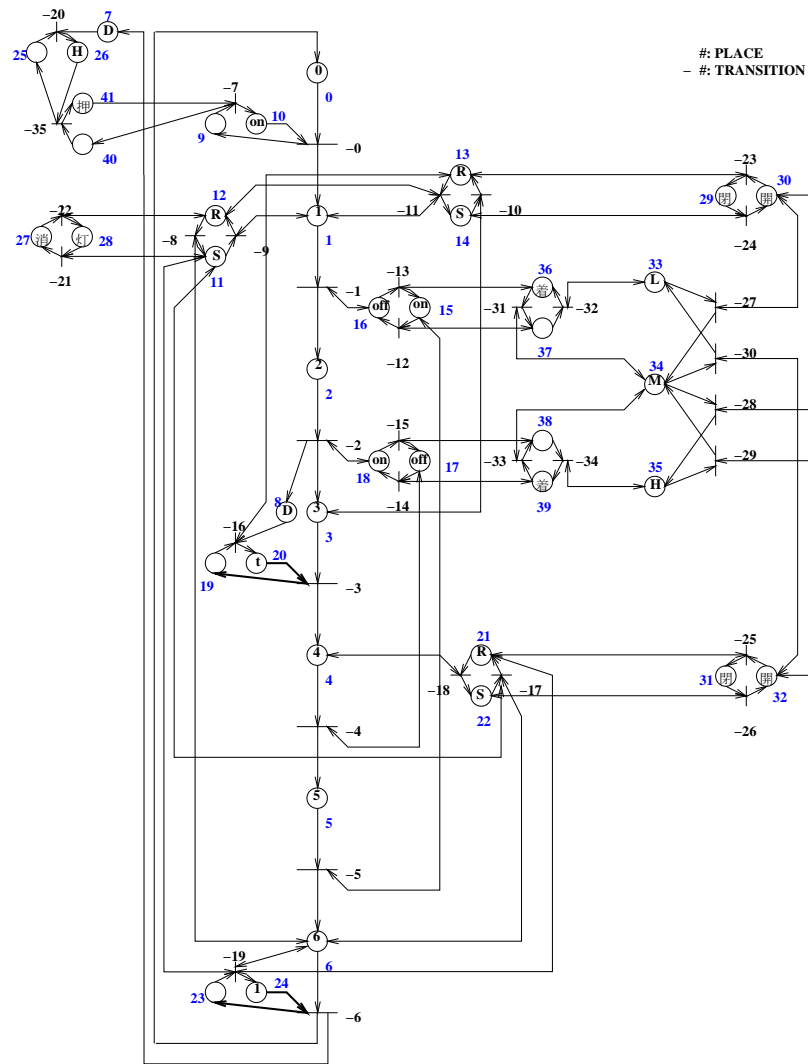 −20
7
D
#: PLACE
− #: TRANSITION
25
H
26
0
0
−7
41
押
10
on
9
−35
40
−0
13
R
−23
29
閉
30
開
−22
12
R
1
1
−11
S
14
−10
−24
27
消
灯
28
−8
S
11
−9
−21
−13
36
着
33
L
−1
off
16
on
15
−31
−32
−27
37
−12
−30
2
2
34
M
−15
38
−28
−2
on
18
off
17
−33
−34
−29
着
39
35
H
8
D
3
3
−14
−16
19
t
20
−3
21
R
−25
4
4
−18
−17
31
閉
開
32
S
22
−4
−26
5
5
−5
6
6
−19
23
1
24
−6